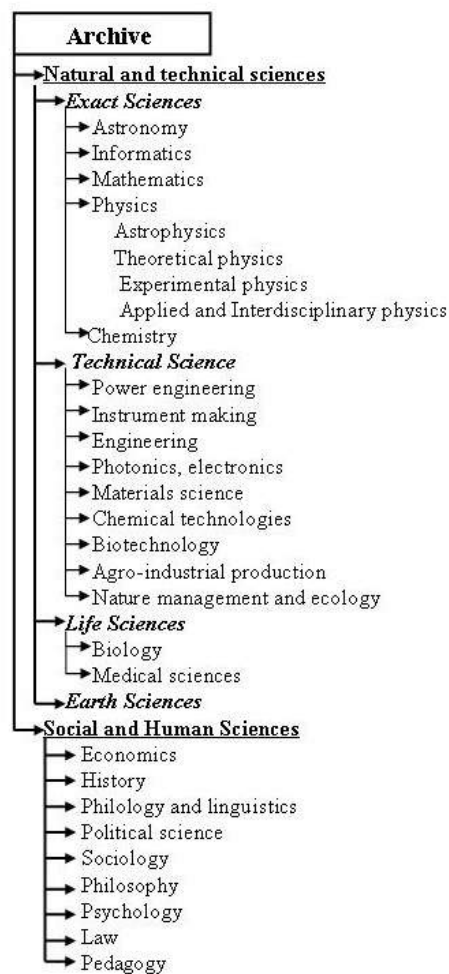 Archive
Natural and technical sciences
Exact Sciences
Astronomy
Informatics
Mathematics
Physics
Astrophysics
Theoretical physics
Experimental physics
Applied and Interdisciplinary physics
Chemistry
Technical Science
Power engineering
Instrument making
Engineering
Photonics, electronics
Materials science
Chemical technologies
Biotechnology
Agro-industrial production
Nature management and ecology
Life Sciences
Biology
Medical sciences
Earth Sciences
Social and Human Sciences
Economics
History
Philology and linguistics
Political science
Sociology
Philosophy
Psychology
Law
Pedagogy